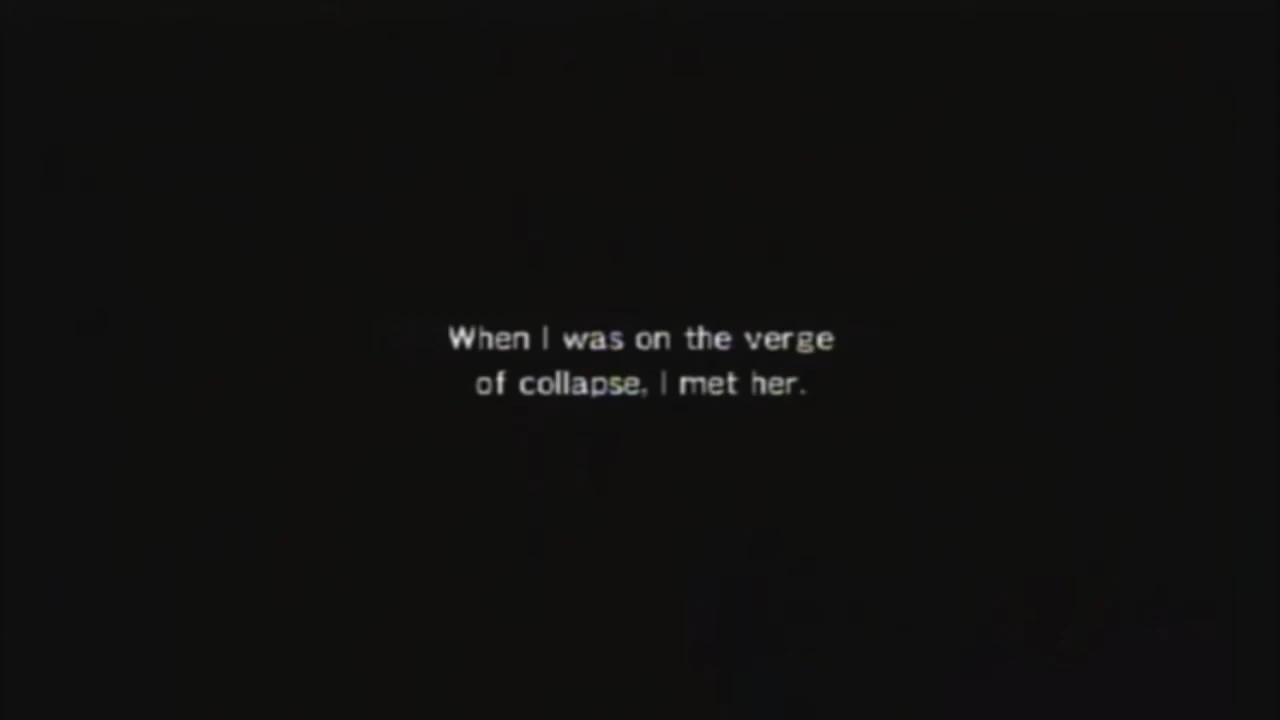 When I was on the verge
of collapse, I met her.